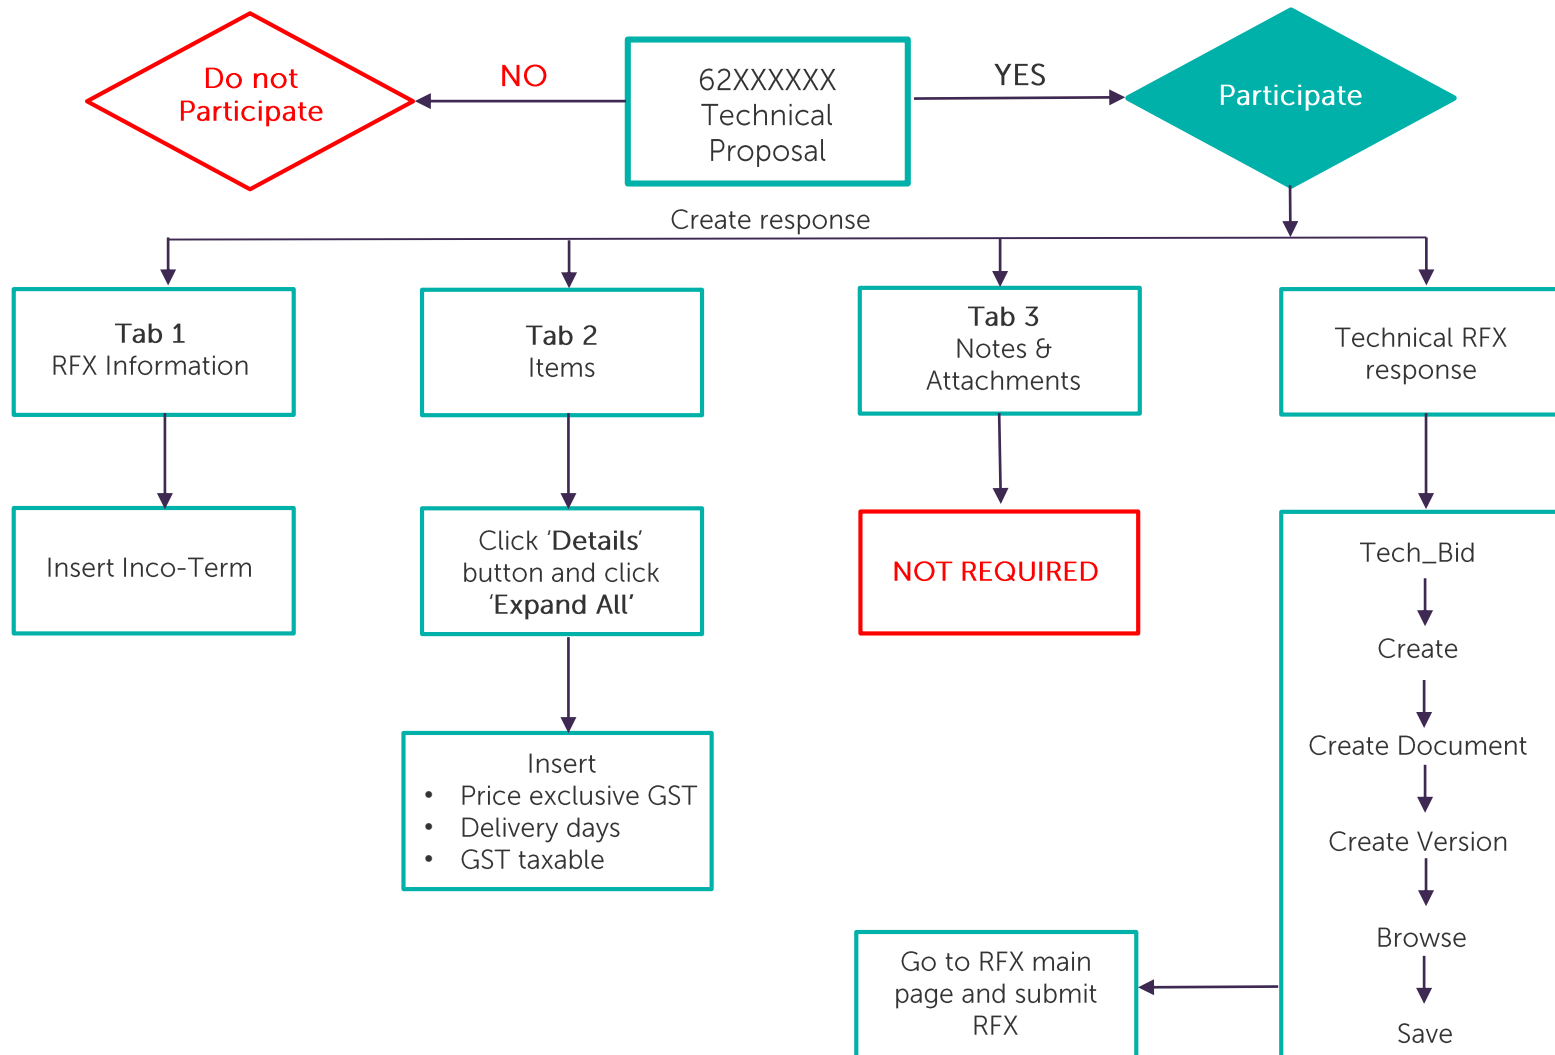 Do not
Participate
NO
62XXXXXX
Technical
Proposal
YES
Participate
Create response
Tab 1
RFX Information
Tab 2
Items
Tab 3
Notes &
Attachments
Technical RFX
response
Insert Inco-Term
Click ‘Details’
button and click
‘Expand All’
NOT REQUIRED
Insert
• Price exclusive GST
• Delivery days
• GST taxable
Tech_Bid
Create
Create Document
Create Version
Browse
Save
Go to RFX main
page and submit
RFX